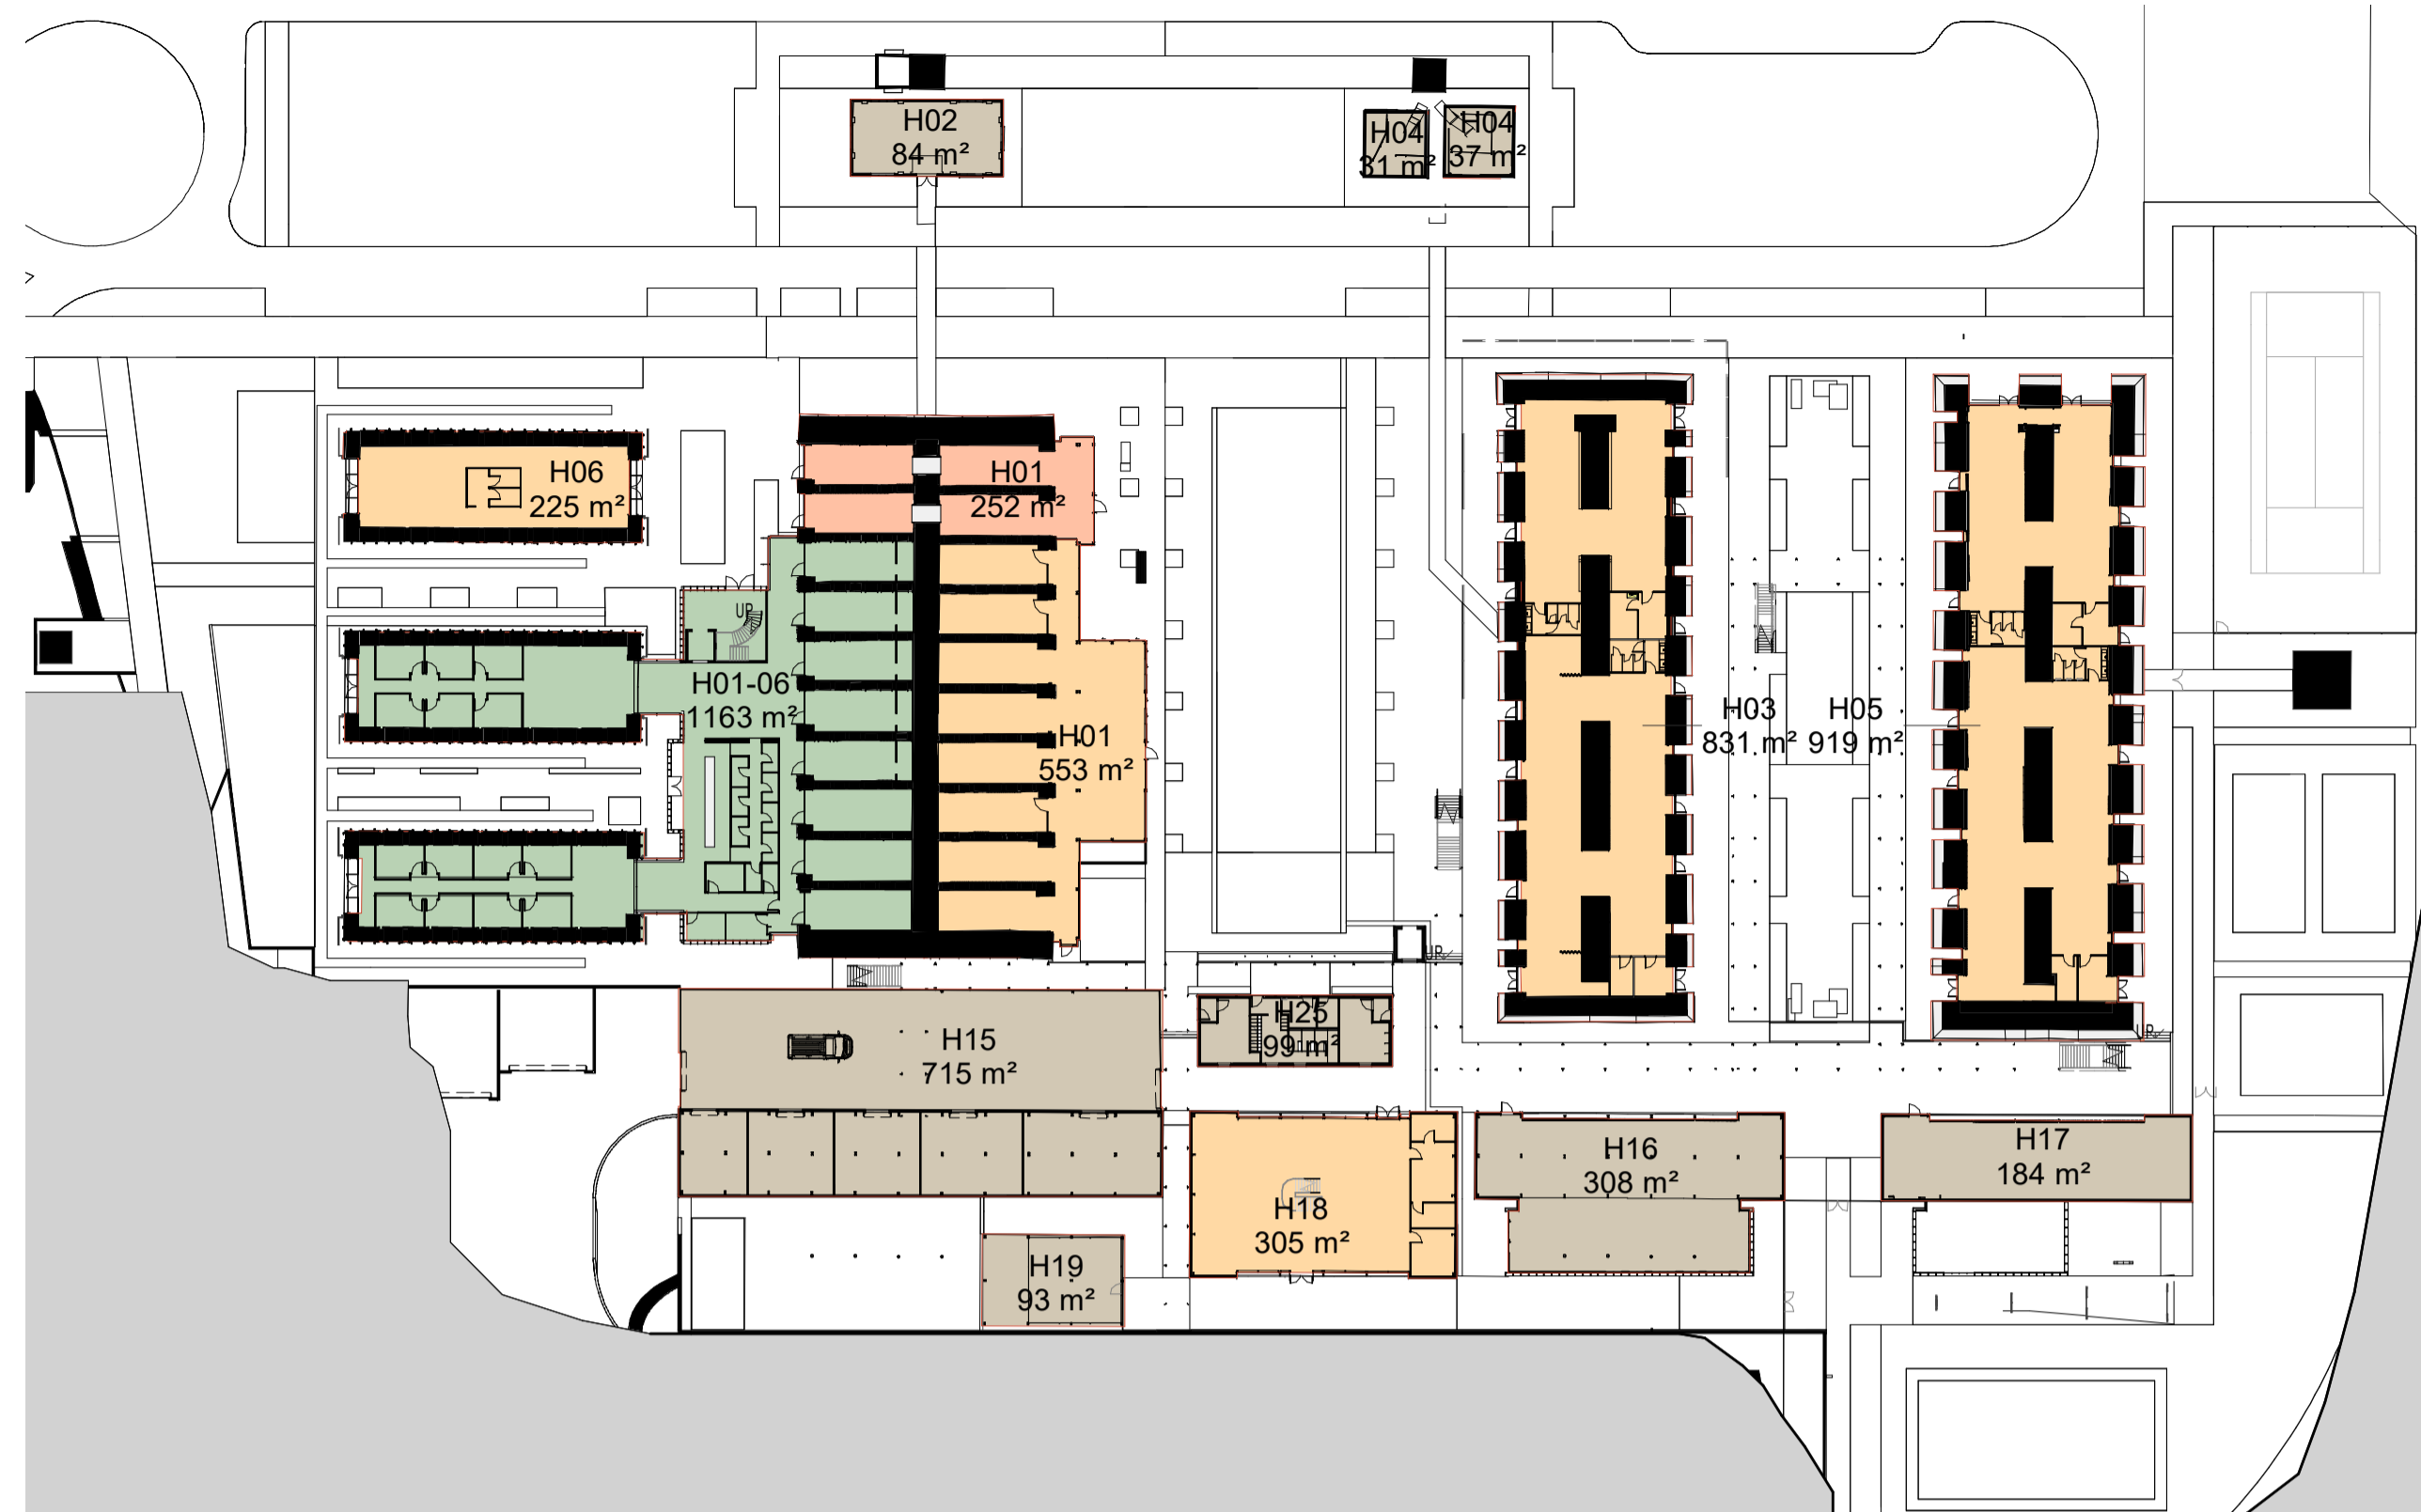 H02
84 m²
H04
31 m²
H04
37 m²
H06
225 m²
H01
252 m²
UP
H01-06
1163 m²
H01
553 m²
H03
831 m²
H05
919 m²
UP
H25
99 m²
UP
H15
715 m²
H16
308 m²
H17
184 m²
H18
305 m²
H19
93 m²